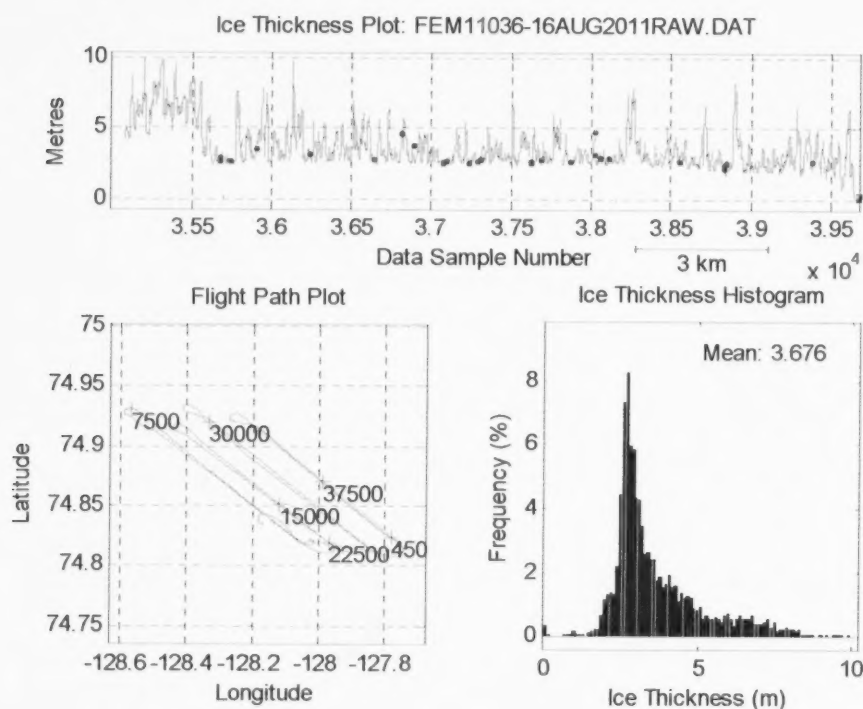 Ice Thickness Plot: FEM11036-16AUG2011RAW.DAT
10
5
0
Metres
3.55 3.6 3.65 3.7 3.75 3.8 3.85 3.9 3.95
Data Sample Number
3 km
x 10⁴
Flight Path Plot
75
74.95
74.9
74.85
74.8
74.75
Latitude
7500
30000
37500
15000
22500
450
-128.6 -128.4 -128.2 -128 -127.8
Longitude
Ice Thickness Histogram
Mean: 3.676
8
6
4
2
0
Frequency (%)
0 5 10
Ice Thickness (m)